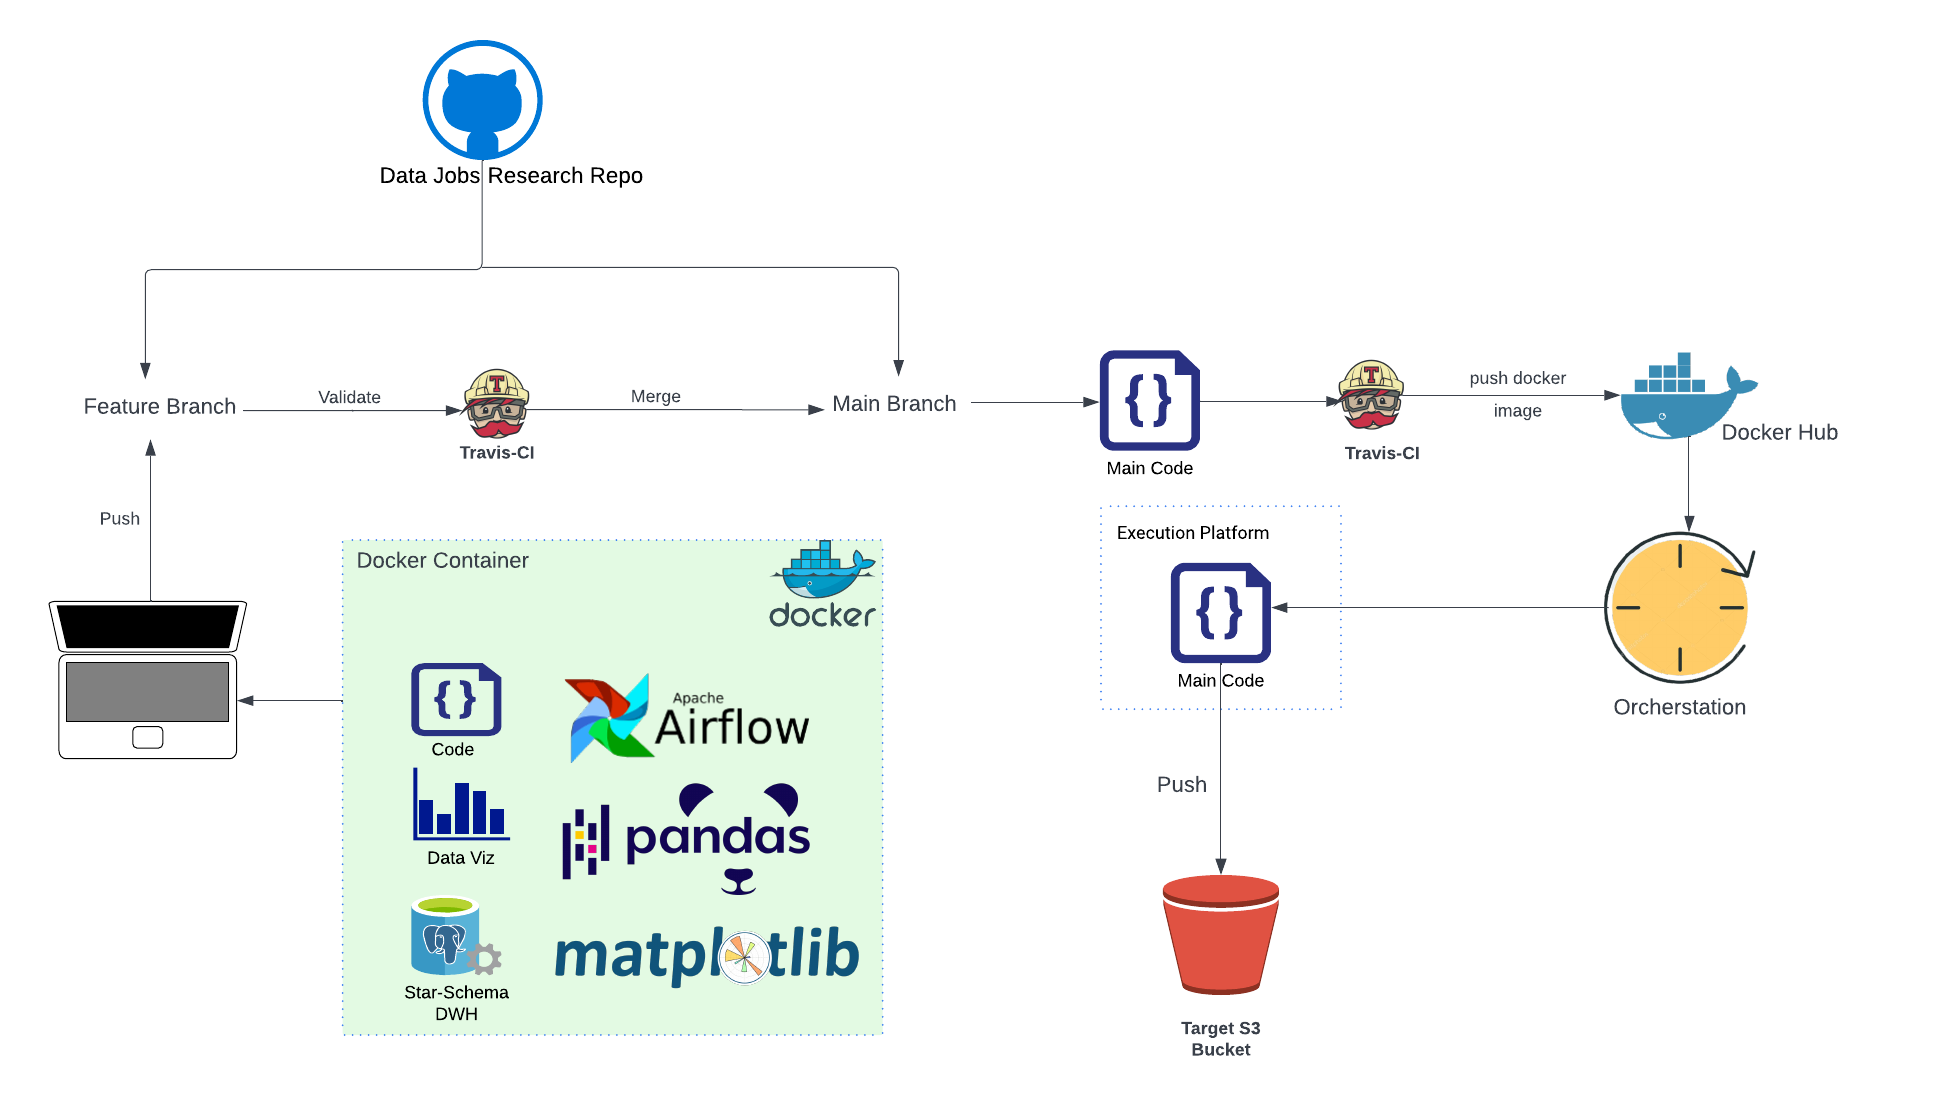 Data Jobs Research Repo
Feature Branch
Validate
T
Travis-CI
Merge
Main Branch
{}
Main Code
T
Travis-CI
push docker
image
Docker Hub
Push
Docker Container
docker
{}
Code
Apache
Airflow
Data Viz
pandas
Star-Schema
DWH
matplotlib
Execution Platform
{}
Main Code
Orcherstation
Push
Target S3
Bucket